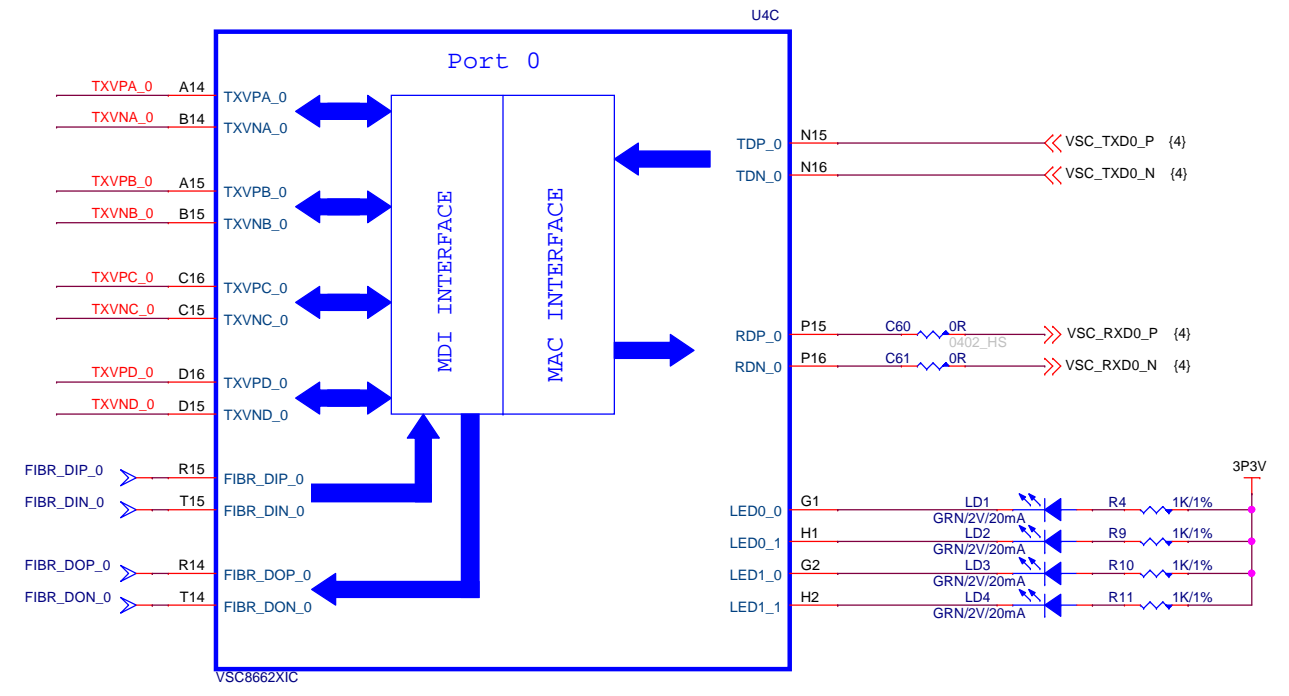 U4C
Port 0
TXVPA_0 A14 TXVPA_0
TXVNA_0 B14 TXVNA_0
TXVPB_0 A15 TXVPB_0
TXVNB_0 B15 TXVNB_0
TXVPC_0 C16 TXVPC_0
TXVNC_0 C15 TXVNC_0
TXVPD_0 D16 TXVPD_0
TXVND_0 D15 TXVND_0
FIBR_DIP_0 R15 FIBR_DIP_0
FIBR_DIN_0 T15 FIBR_DIN_0
FIBR_DOP_0 R14 FIBR_DOP_0
FIBR_DON_0 T14 FIBR_DON_0
MDI INTERFACE
MAC INTERFACE
TDP_0 N15 VSC_TXD0_P {4}
TDN_0 N16 VSC_TXD0_N {4}
RDP_0 P15 C60 0R VSC_RXD0_P {4}
0402_HS
RDN_0 P16 C61 0R VSC_RXD0_N {4}
3P3V
LED0_0 G1 LD1 R4 1K/1%
GRN/2V/20mA
LED0_1 H1 LD2 R9 1K/1%
GRN/2V/20mA
LED1_0 G2 LD3 R10 1K/1%
GRN/2V/20mA
LED1_1 H2 LD4 R11 1K/1%
GRN/2V/20mA
VSC8662XIC